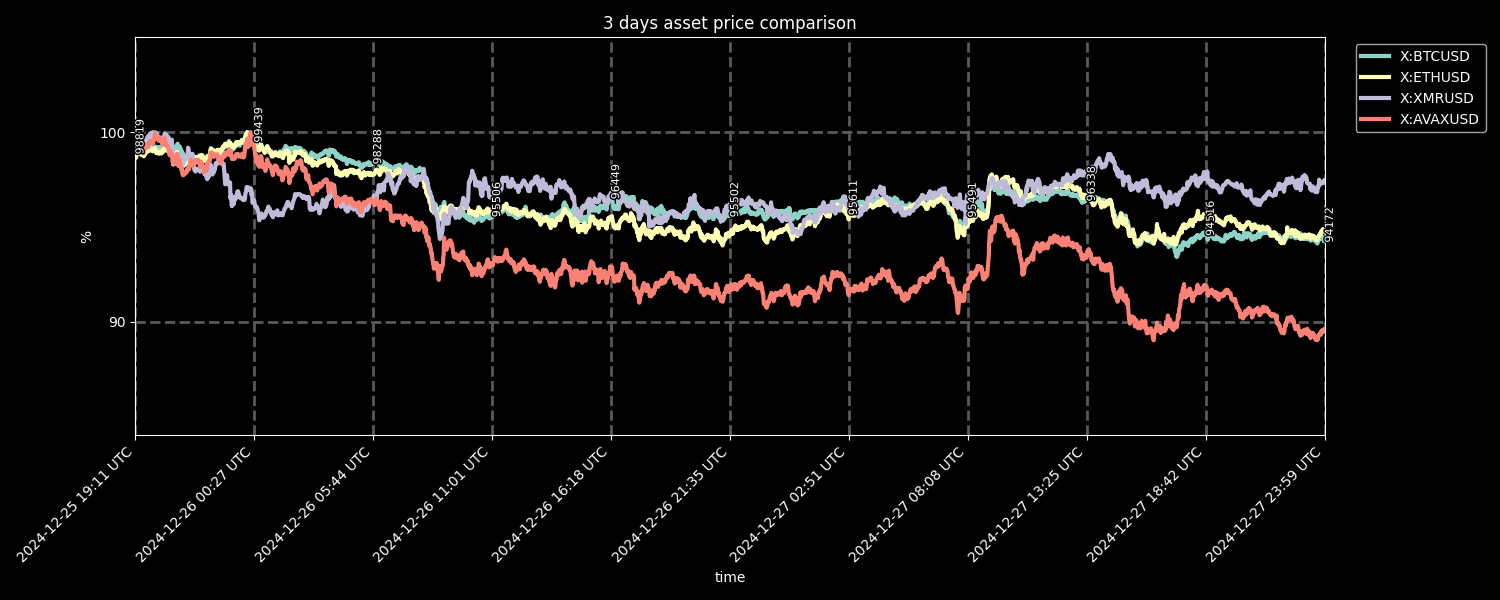 3 days asset price comparison
X:BTCUSD
X:ETHUSD
X:XMRUSD
X:AVAXUSD
100
90
%
98819
99439
98288
95506
96449
95502
95611
95491
96338
94516
94172
2024-12-25 19:11 UTC
2024-12-26 00:27 UTC
2024-12-26 05:44 UTC
2024-12-26 11:01 UTC
2024-12-26 16:18 UTC
2024-12-26 21:35 UTC
2024-12-27 02:51 UTC
2024-12-27 08:08 UTC
2024-12-27 13:25 UTC
2024-12-27 18:42 UTC
2024-12-27 23:59 UTC
time